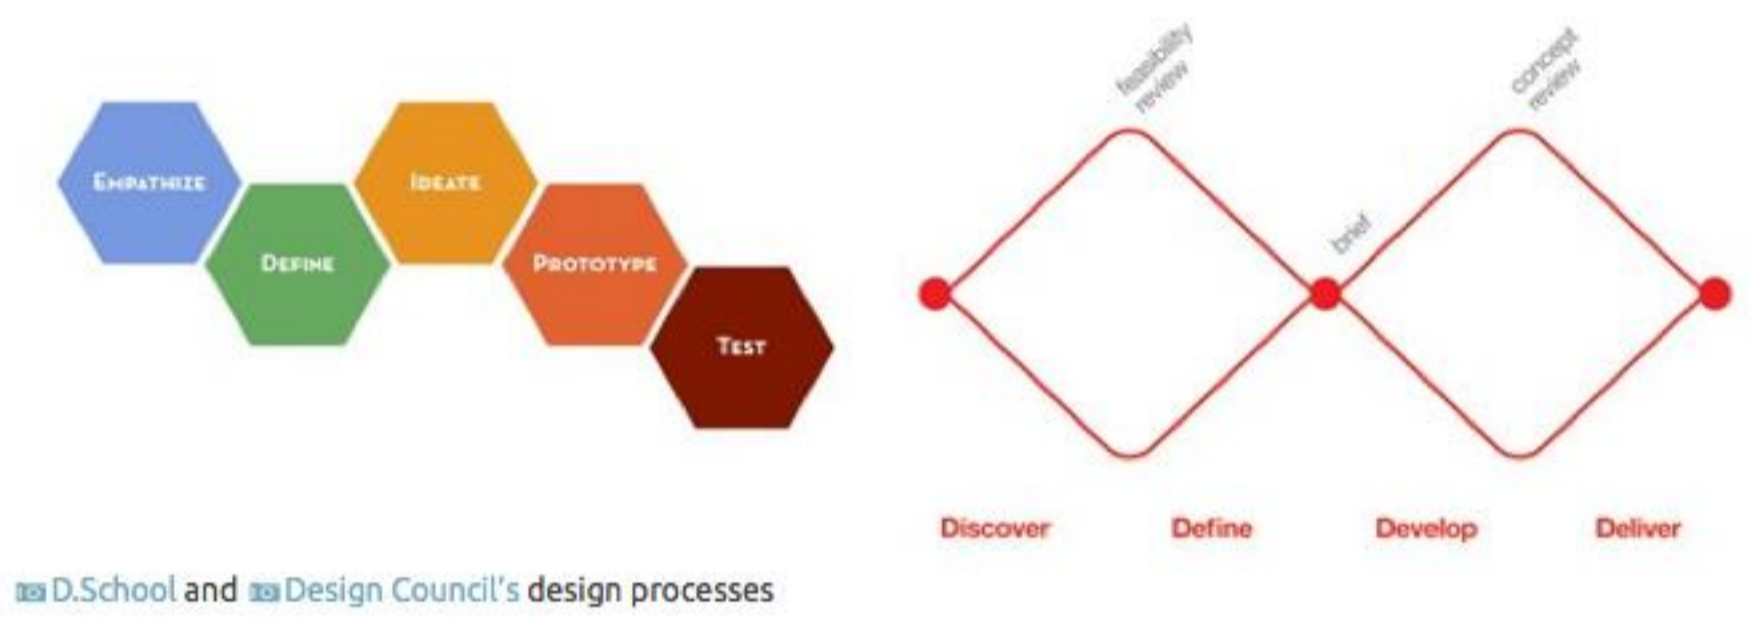 EMPATHIZE
DEFINE
IDEATE
PROTOTYPE
TEST
feasibility
review
brief
concept
review
Discover Define Develop Deliver
D.School and Design Council's design processes